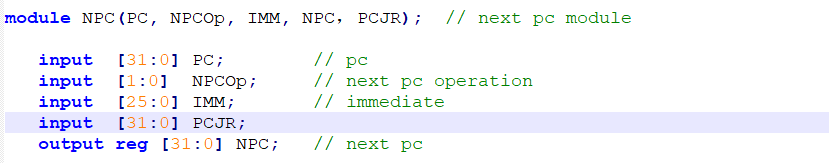 module NPC(PC, NPCOp, IMM, NPC，PCJR);  // next pc module
input  [31:0] PC;        // pc
input  [1:0]  NPCOp;     // next pc operation
input  [25:0] IMM;       // immediate
input  [31:0] PCJR;
output reg [31:0] NPC;   // next pc